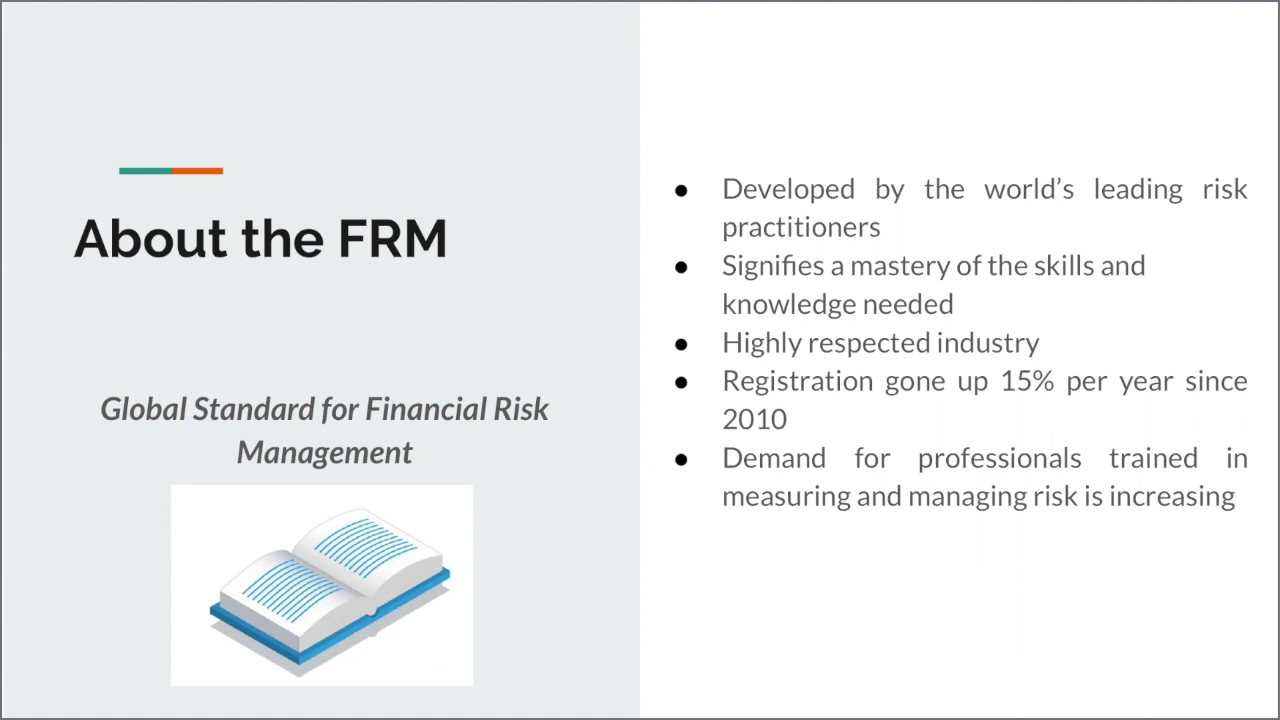 About the FRM
Global Standard for Financial Risk
Management
● Developed by the world’s leading risk
practitioners
● Signifies a mastery of the skills and
knowledge needed
● Highly respected industry
● Registration gone up 15% per year since
2010
● Demand for professionals trained in
measuring and managing risk is increasing